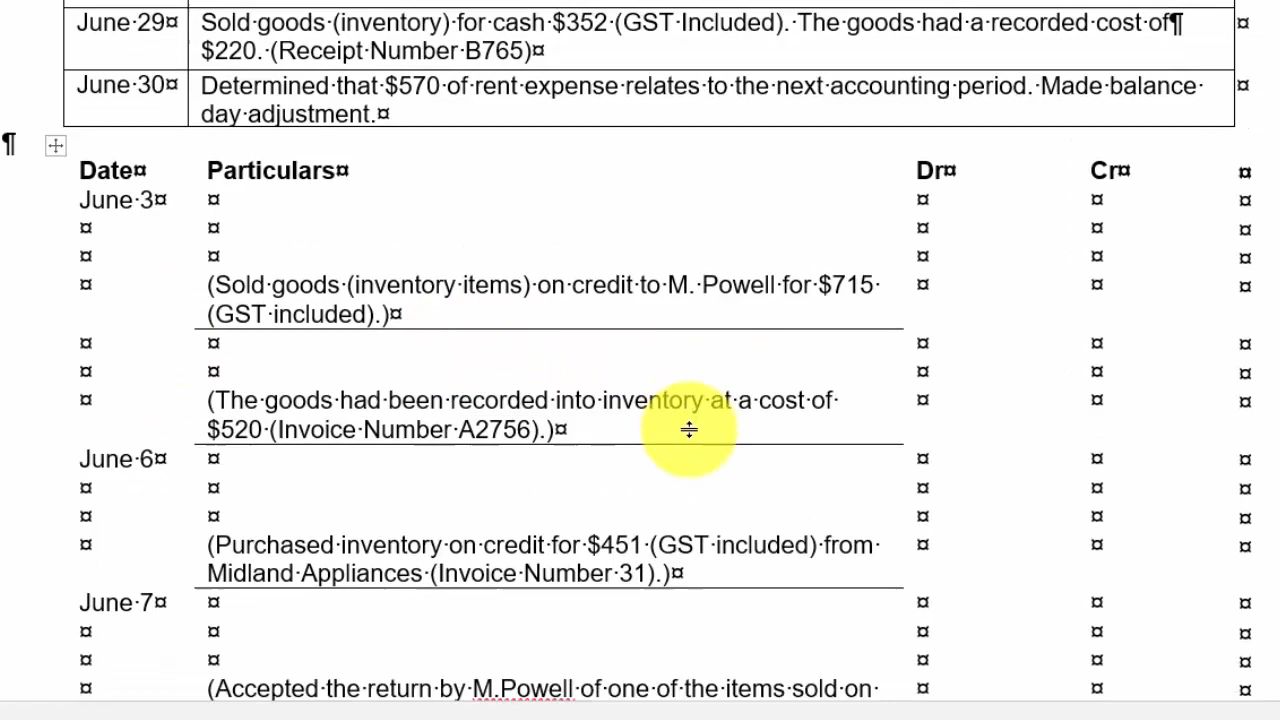 June 29 Sold goods (inventory) for cash $352 (GST Included). The goods had a recorded cost of¶
$220. (Receipt Number B765)
June 30 Determined that $570 of rent expense relates to the next accounting period. Made balance
day adjustment.
¶
Date Particulars Dr Cr
June 3
(Sold goods (inventory items) on credit to M. Powell for $715
(GST included).)
(The goods had been recorded into inventory at a cost of
$520 (Invoice Number A2756).)
June 6
(Purchased inventory on credit for $451 (GST included) from
Midland Appliances (Invoice Number 31).)
June 7
(Accepted the return by M.Powell of one of the items sold on